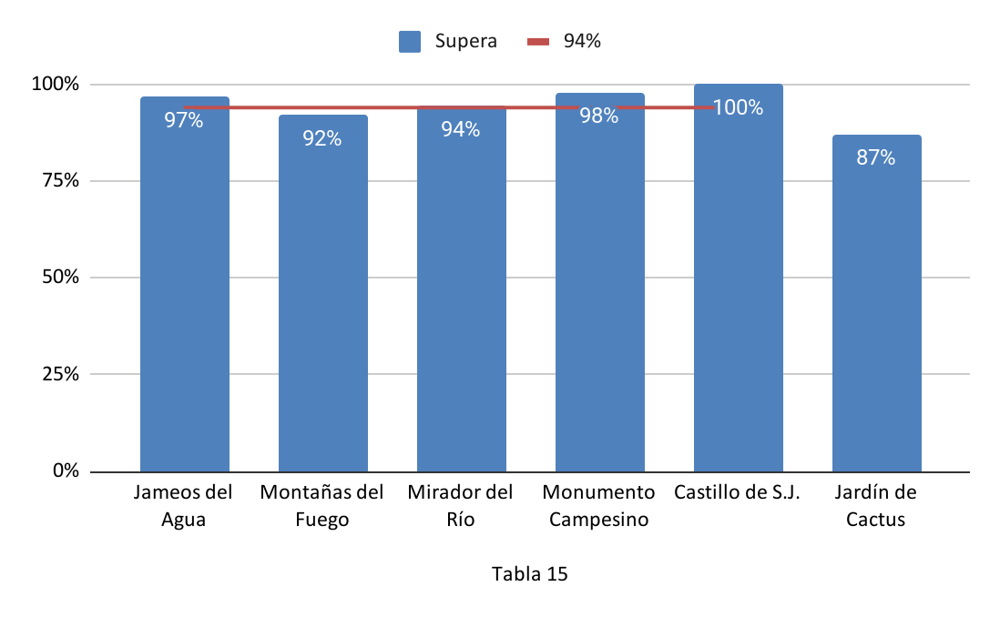 Supera 94%
100%
75%
50%
25%
0%
97%
92%
94%
98%
100%
87%
Jameos del
Agua
Montañas del
Fuego
Mirador del
Río
Monumento
Campesino
Castillo de S.J.
Jardín de
Cactus
Tabla 15